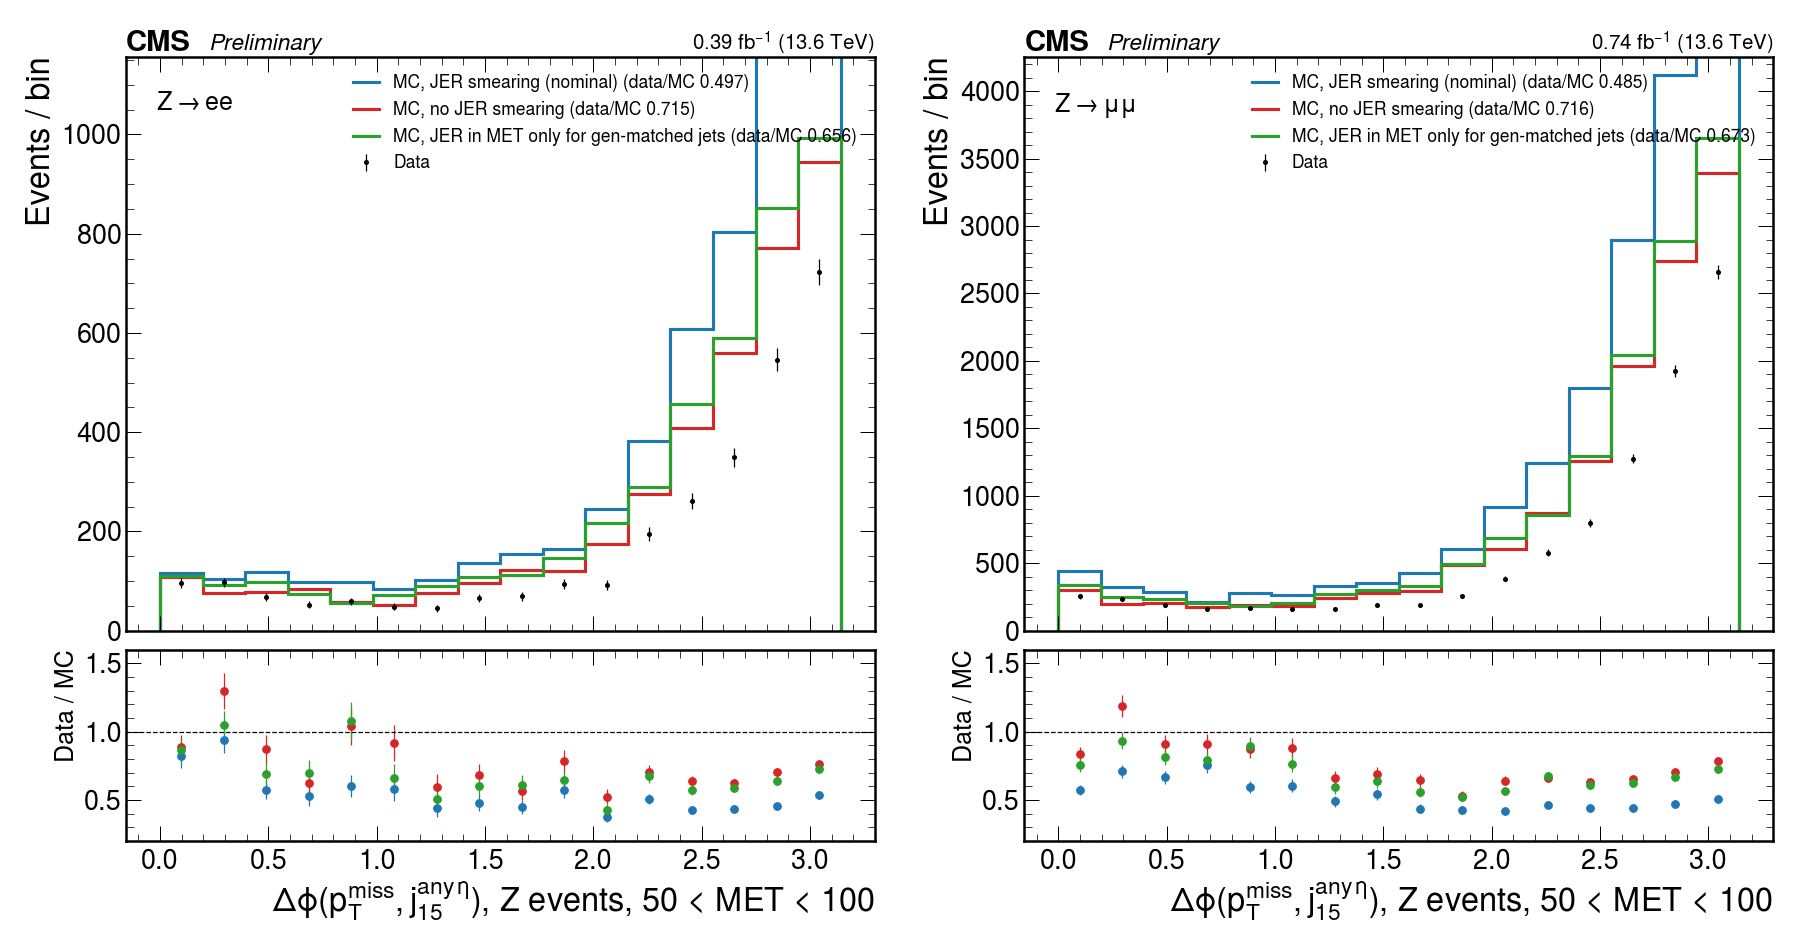 CMS Preliminary 0.39 fb⁻¹ (13.6 TeV)
Events / bin
Z → ee
MC, JER smearing (nominal) (data/MC 0.497)
MC, no JER smearing (data/MC 0.715)
MC, JER in MET only for gen-matched jets (data/MC 0.656)
Data
1000
800
600
400
200
0
Data / MC
1.5
1.0
0.5
0.0 0.5 1.0 1.5 2.0 2.5 3.0
Δϕ(p_T^miss, j_15^any η), Z events, 50 < MET < 100
CMS Preliminary 0.74 fb⁻¹ (13.6 TeV)
Events / bin
Z → μμ
MC, JER smearing (nominal) (data/MC 0.485)
MC, no JER smearing (data/MC 0.716)
MC, JER in MET only for gen-matched jets (data/MC 0.673)
Data
4000
3500
3000
2500
2000
1500
1000
500
0
Data / MC
1.5
1.0
0.5
0.0 0.5 1.0 1.5 2.0 2.5 3.0
Δϕ(p_T^miss, j_15^any η), Z events, 50 < MET < 100